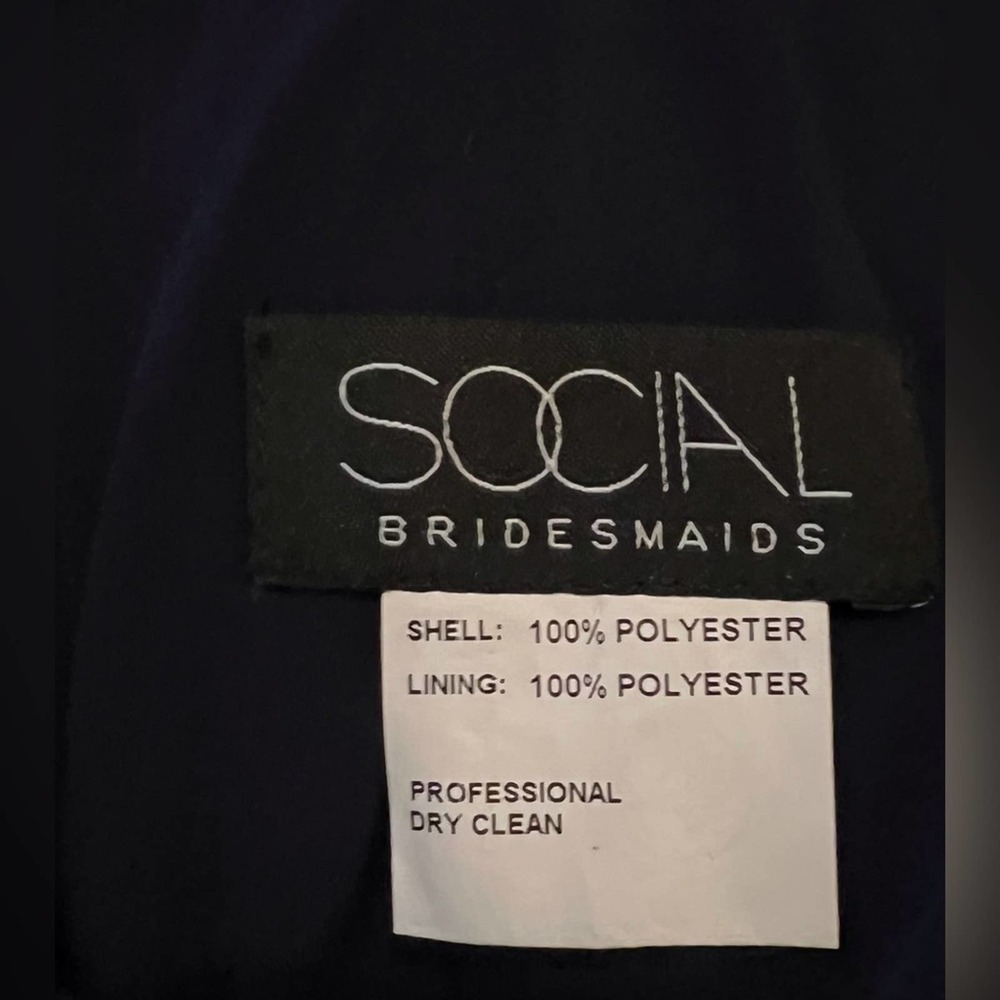 SOCIAL
BRIDESMAIDS
SHELL: 100% POLYESTER
LINING: 100% POLYESTER
PROFESSIONAL
DRY CLEAN